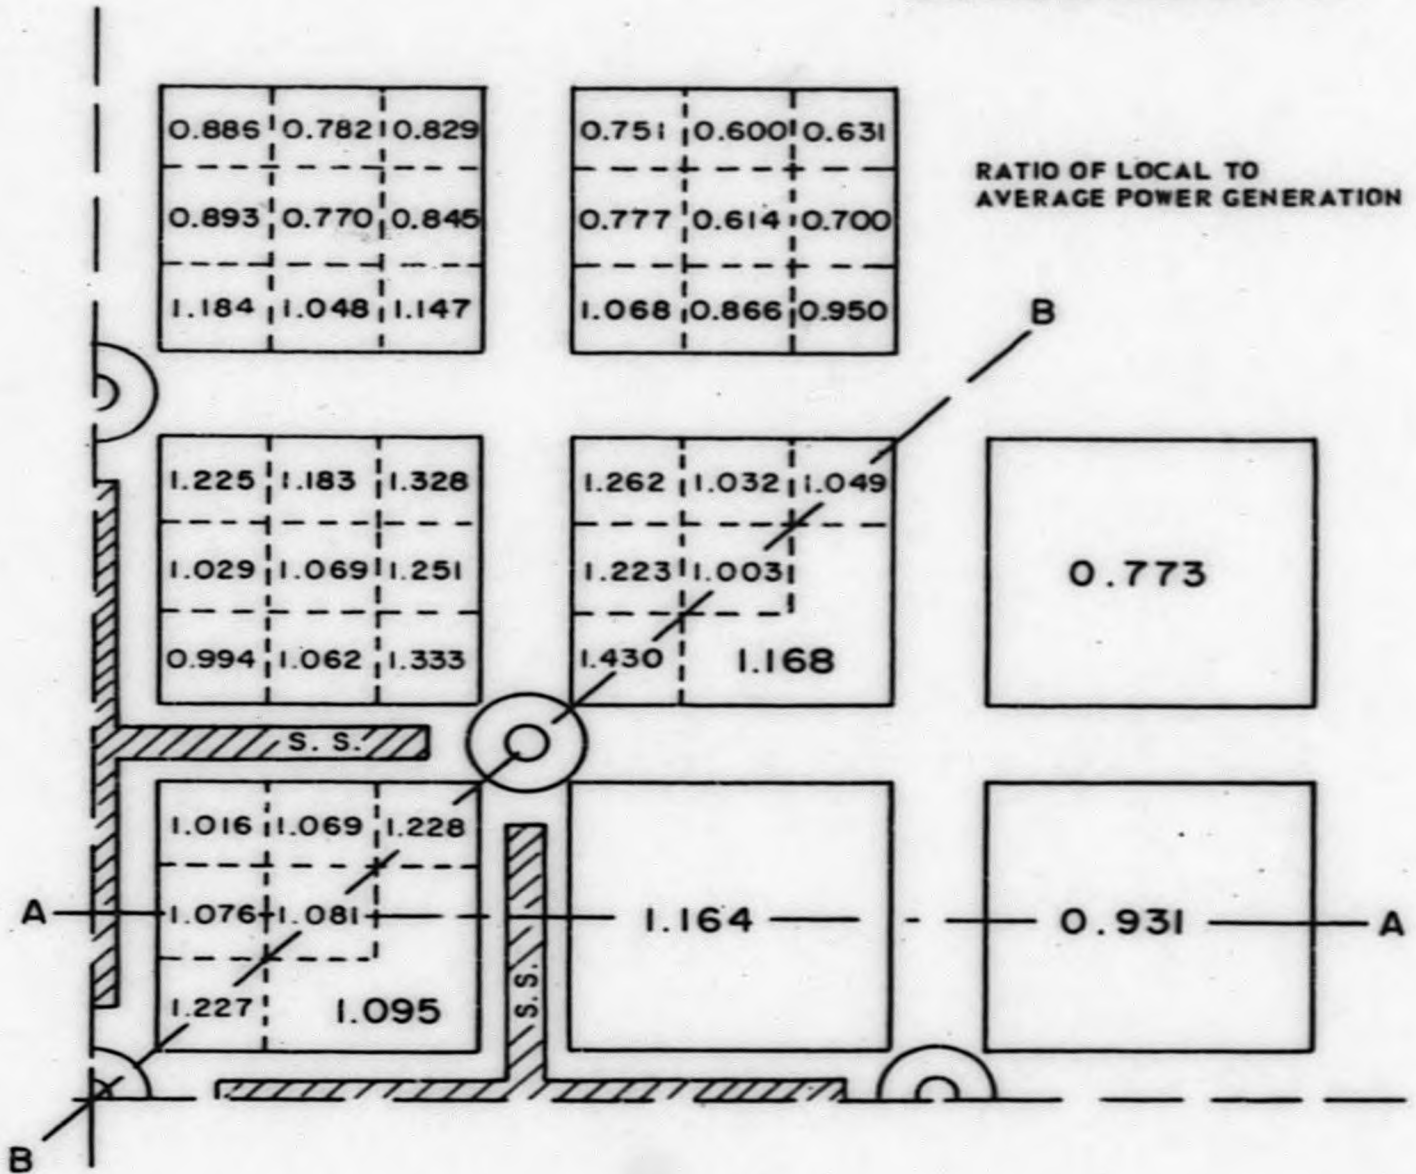 0.886 0.782 0.829 0.751 0.600 0.631
RATIO OF LOCAL TO
AVERAGE POWER GENERATION
0.893 0.770 0.845 0.777 0.614 0.700
1.184 1.048 1.147 1.068 0.866 0.950
B
1.225 1.183 1.328 1.262 1.032 1.049
1.029 1.069 1.251 1.223 1.003 0.773
0.994 1.062 1.333 1.430 1.168
S. S.
1.016 1.069 1.228
A 1.076 1.081 1.164 0.931 A
S. S.
1.227 1.095
B